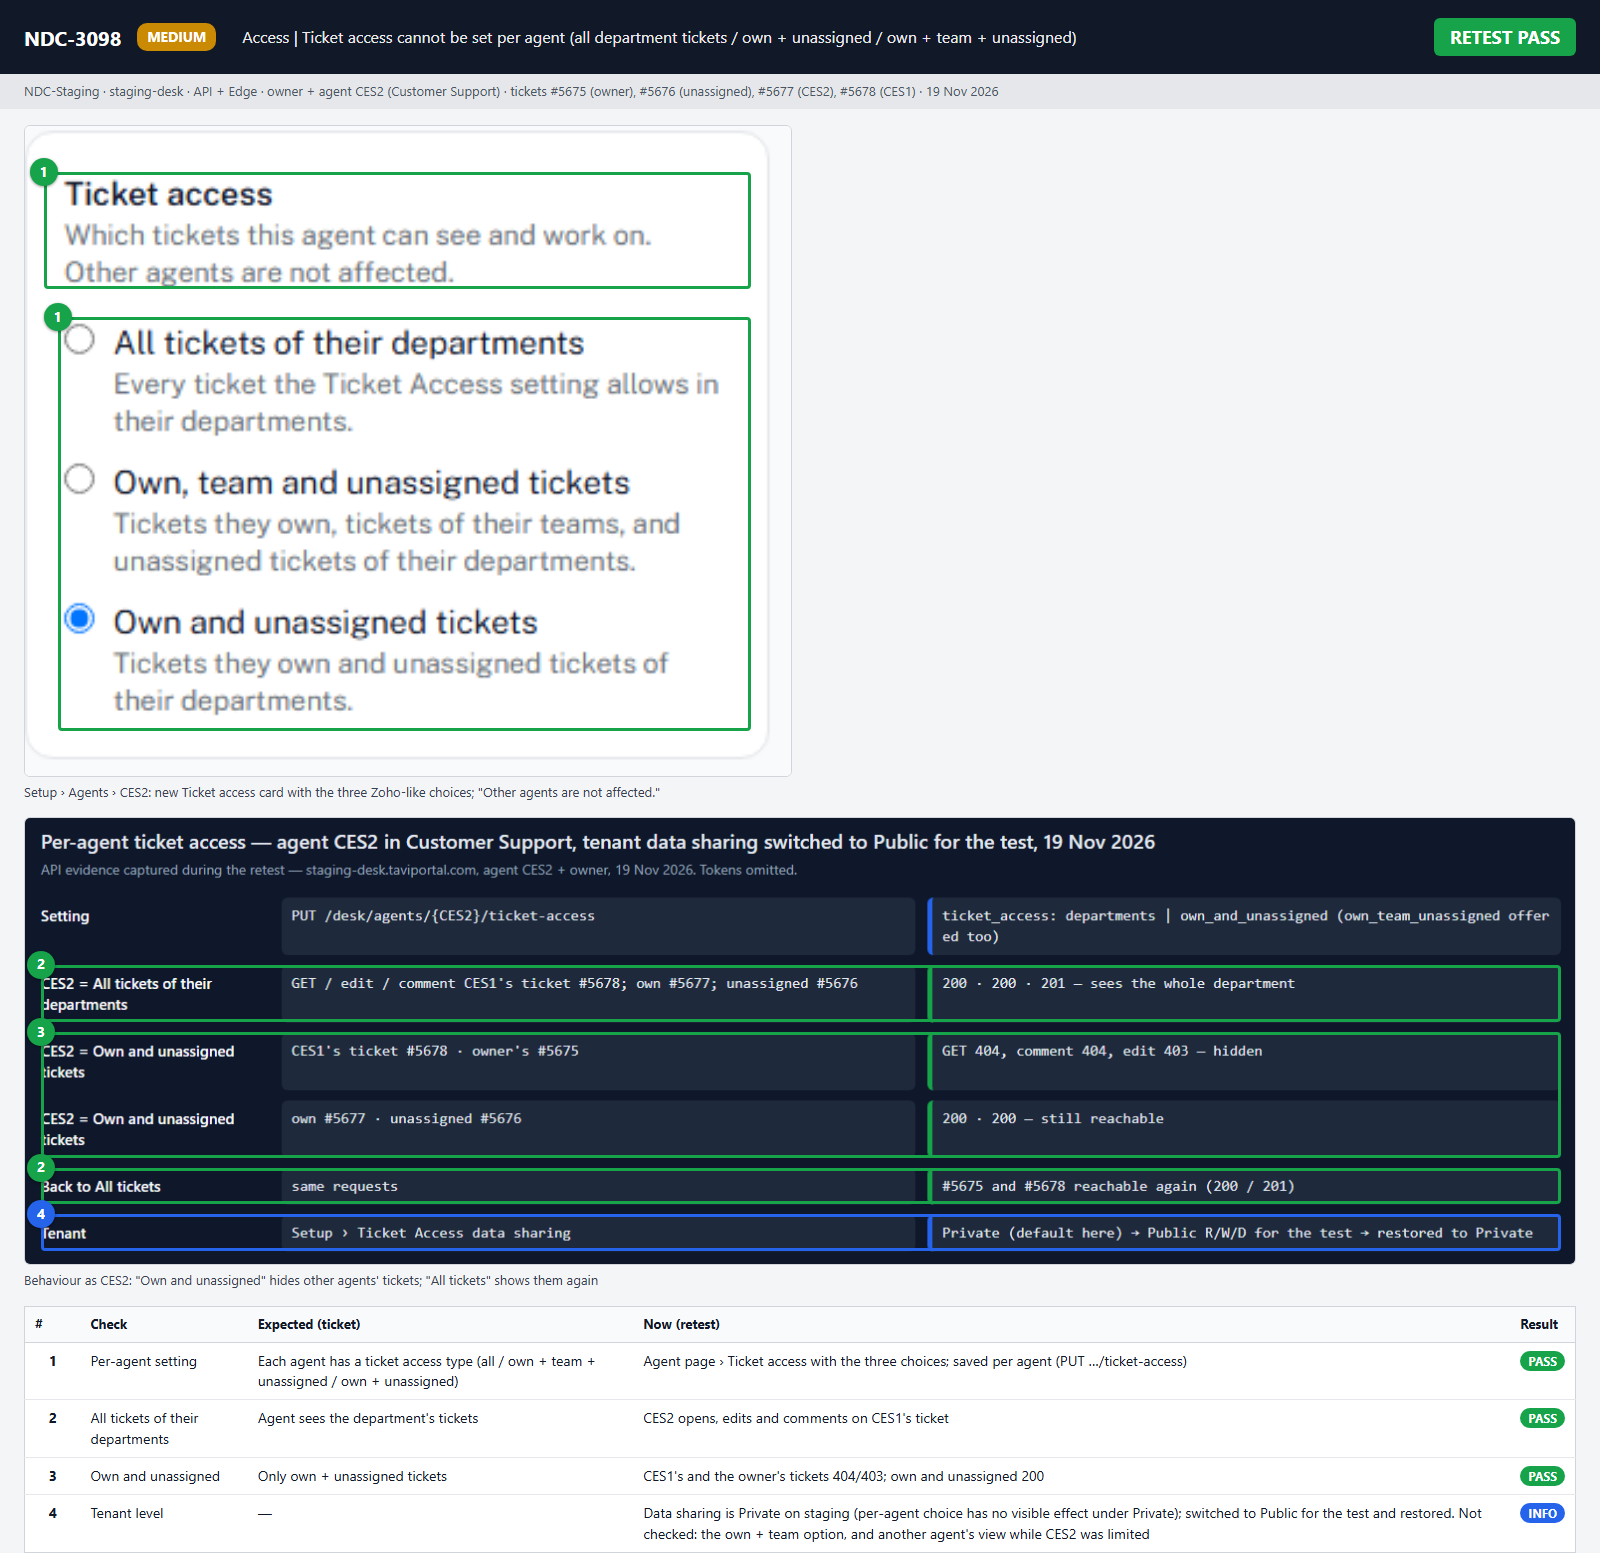 NDC-3098 MEDIUM Access | Ticket access cannot be set per agent (all department tickets / own + unassigned / own + team + unassigned) RETEST PASS
NDC-Staging · staging-desk · API + Edge · owner + agent CES2 (Customer Support) · tickets #5675 (owner), #5676 (unassigned), #5677 (CES2), #5678 (CES1) · 19 Nov 2026
1
Ticket access
Which tickets this agent can see and work on.
Other agents are not affected.
1
All tickets of their departments
Every ticket the Ticket Access setting allows in
their departments.
Own, team and unassigned tickets
Tickets they own, tickets of their teams, and
unassigned tickets of their departments.
Own and unassigned tickets
Tickets they own and unassigned tickets of
their departments.
Setup › Agents › CES2: new Ticket access card with the three Zoho-like choices; "Other agents are not affected."
Per-agent ticket access — agent CES2 in Customer Support, tenant data sharing switched to Public for the test, 19 Nov 2026
API evidence captured during the retest — staging-desk.taviportal.com, agent CES2 + owner, 19 Nov 2026. Tokens omitted.
Setting PUT /desk/agents/{CES2}/ticket-access ticket_access: departments | own_and_unassigned (own_team_unassigned offer
ed too)
2
CES2 = All tickets of their GET / edit / comment CES1's ticket #5678; own #5677; unassigned #5676 200 · 200 · 201 — sees the whole department
departments
3
CES2 = Own and unassigned CES1's ticket #5678 · owner's #5675 GET 404, comment 404, edit 403 — hidden
tickets
CES2 = Own and unassigned own #5677 · unassigned #5676 200 · 200 — still reachable
tickets
2
Back to All tickets same requests #5675 and #5678 reachable again (200 / 201)
4
Tenant Setup › Ticket Access data sharing Private (default here) → Public R/W/D for the test → restored to Private
Behaviour as CES2: "Own and unassigned" hides other agents' tickets; "All tickets" shows them again
# Check Expected (ticket) Now (retest) Result
1 Per-agent setting Each agent has a ticket access type (all / own + team + Agent page › Ticket access with the three choices; saved per agent (PUT …/ticket-access) PASS
unassigned / own + unassigned)
2 All tickets of their Agent sees the department's tickets CES2 opens, edits and comments on CES1's ticket PASS
departments
3 Own and unassigned Only own + unassigned tickets CES1's and the owner's tickets 404/403; own and unassigned 200 PASS
4 Tenant level — Data sharing is Private on staging (per-agent choice has no visible effect under Private); switched to Public for the test and restored. Not INFO
checked: the own + team option, and another agent's view while CES2 was limited